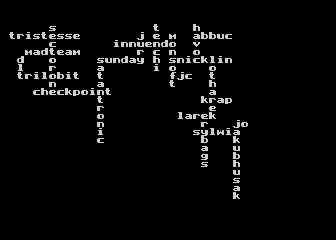 s t h
tristesse j e m abbuc
c innuendo v
madteam r c n o
d o sunday h snicklin
l r t i o o
trilobit a t fjc t
n a f t h
checkpoint a
t krap
r e
o larek
n r jo
i sylwia
c b k
a u
g b
s h
u
s
a
k